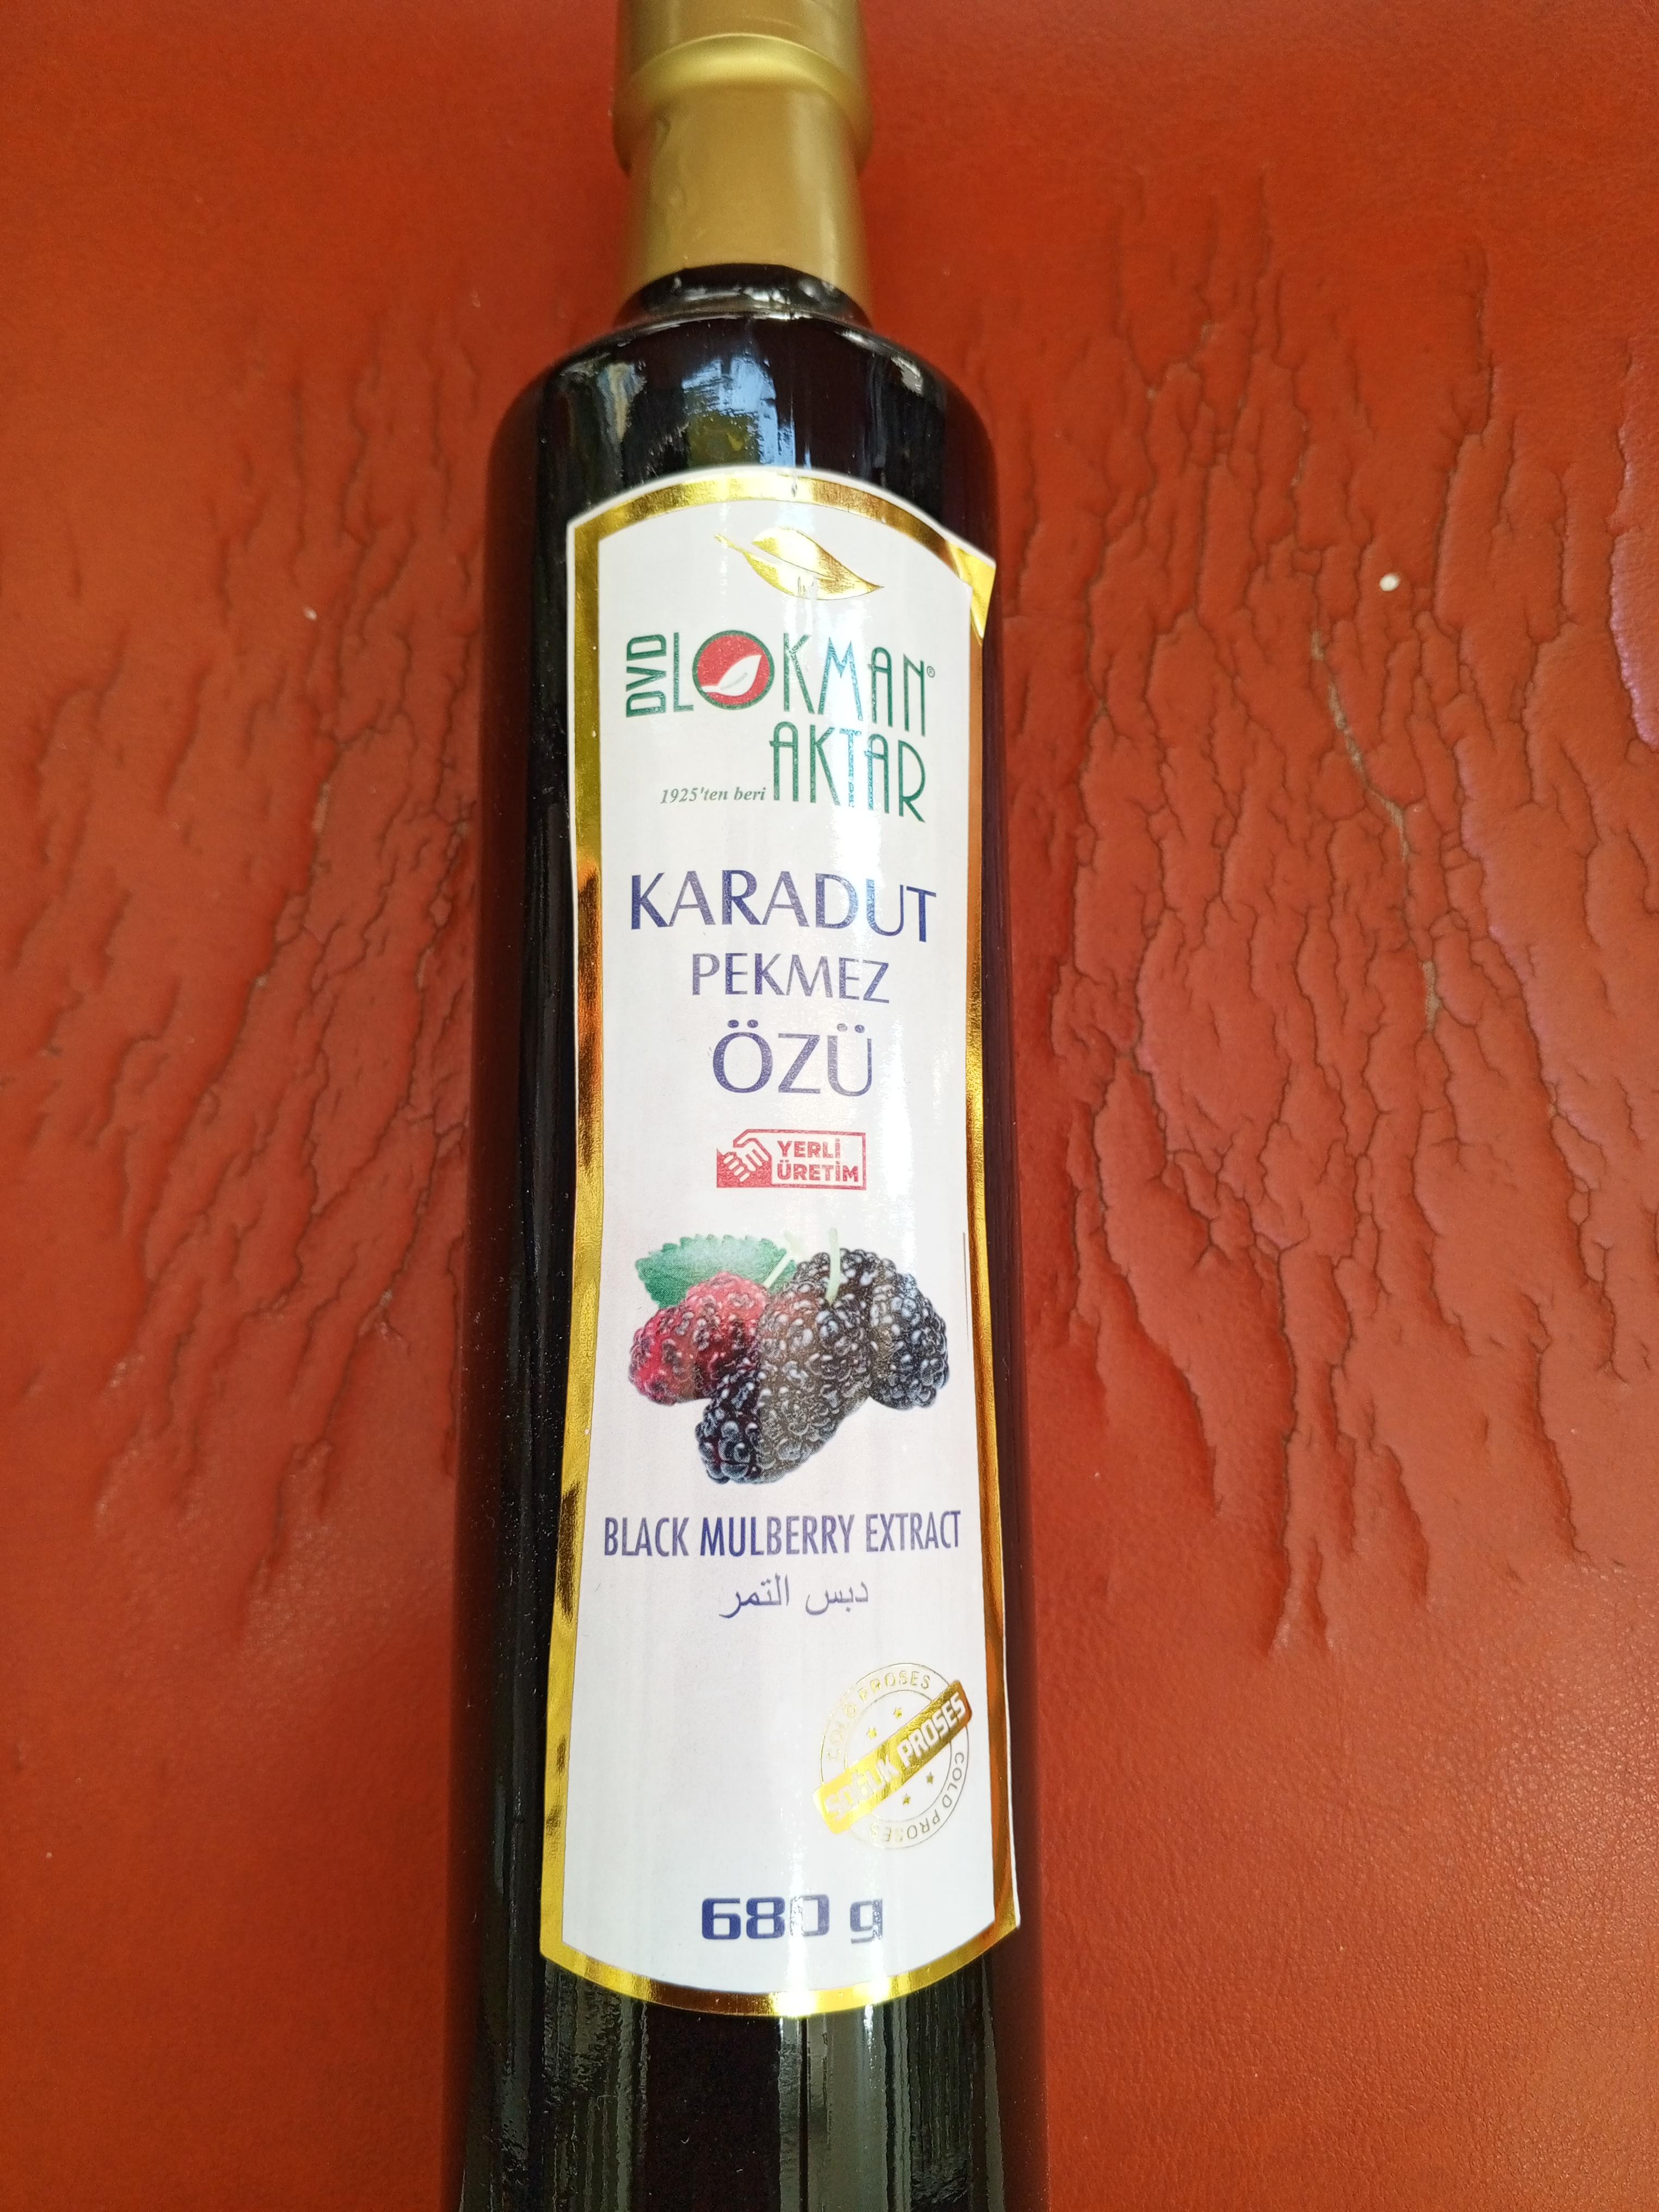 DVD LOKMAN®
AKTAR
1925'ten beri
KARADUT
PEKMEZ
ÖZÜ
YERLİ
ÜRETİM
BLACK MULBERRY EXTRACT
دبس التمر
COLD PROSES
SOĞUK PROSES
COLD PROSES
680 g